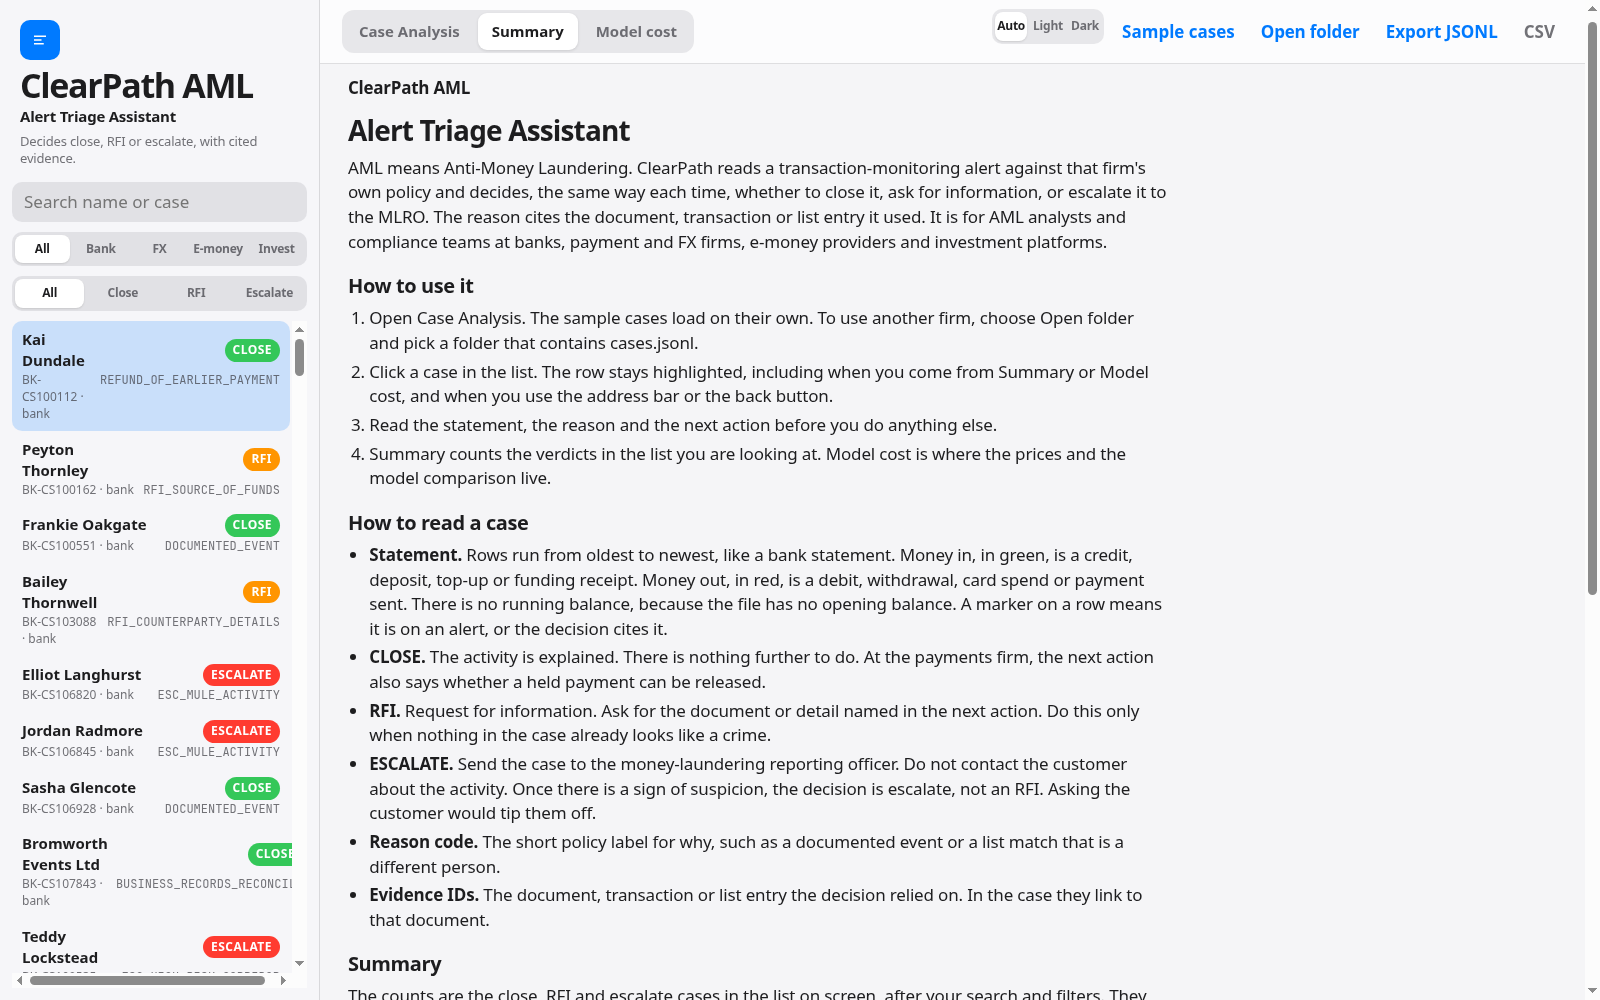 ClearPath AML
Alert Triage Assistant
Decides close, RFI or escalate, with cited
evidence.
Search name or case
All Bank FX E-money Invest
All Close RFI Escalate
Kai
Dundale
CLOSE
BK-
CS100112 ·
bank
REFUND_OF_EARLIER_PAYMENT
Peyton
Thornley
RFI
BK-CS100162 · bank RFI_SOURCE_OF_FUNDS
Frankie Oakgate CLOSE
BK-CS100551 · bank DOCUMENTED_EVENT
Bailey
Thornwell
RFI
BK-CS103088
· bank
RFI_COUNTERPARTY_DETAILS
Elliot Langhurst ESCALATE
BK-CS106820 · bank ESC_MULE_ACTIVITY
Jordan Radmore ESCALATE
BK-CS106845 · bank ESC_MULE_ACTIVITY
Sasha Glencote CLOSE
BK-CS106928 · bank DOCUMENTED_EVENT
Bromworth
Events Ltd
CLOSE
BK-CS107843 ·
bank
BUSINESS_RECORDS_RECONCIL
Teddy
Lockstead
ESCALATE
Case Analysis Summary Model cost
Auto Light Dark
Sample cases Open folder Export JSONL CSV
ClearPath AML
Alert Triage Assistant
AML means Anti-Money Laundering. ClearPath reads a transaction-monitoring alert against that firm's
own policy and decides, the same way each time, whether to close it, ask for information, or escalate it to
the MLRO. The reason cites the document, transaction or list entry it used. It is for AML analysts and
compliance teams at banks, payment and FX firms, e-money providers and investment platforms.
How to use it
1. Open Case Analysis. The sample cases load on their own. To use another firm, choose Open folder
and pick a folder that contains cases.jsonl.
2. Click a case in the list. The row stays highlighted, including when you come from Summary or Model
cost, and when you use the address bar or the back button.
3. Read the statement, the reason and the next action before you do anything else.
4. Summary counts the verdicts in the list you are looking at. Model cost is where the prices and the
model comparison live.
How to read a case
• Statement. Rows run from oldest to newest, like a bank statement. Money in, in green, is a credit,
deposit, top-up or funding receipt. Money out, in red, is a debit, withdrawal, card spend or payment
sent. There is no running balance, because the file has no opening balance. A marker on a row means
it is on an alert, or the decision cites it.
• CLOSE. The activity is explained. There is nothing further to do. At the payments firm, the next action
also says whether a held payment can be released.
• RFI. Request for information. Ask for the document or detail named in the next action. Do this only
when nothing in the case already looks like a crime.
• ESCALATE. Send the case to the money-laundering reporting officer. Do not contact the customer
about the activity. Once there is a sign of suspicion, the decision is escalate, not an RFI. Asking the
customer would tip them off.
• Reason code. The short policy label for why, such as a documented event or a list match that is a
different person.
• Evidence IDs. The document, transaction or list entry the decision relied on. In the case they link to
that document.
Summary
The counts are the close, RFI and escalate cases in the list on screen, after your search and filters. They